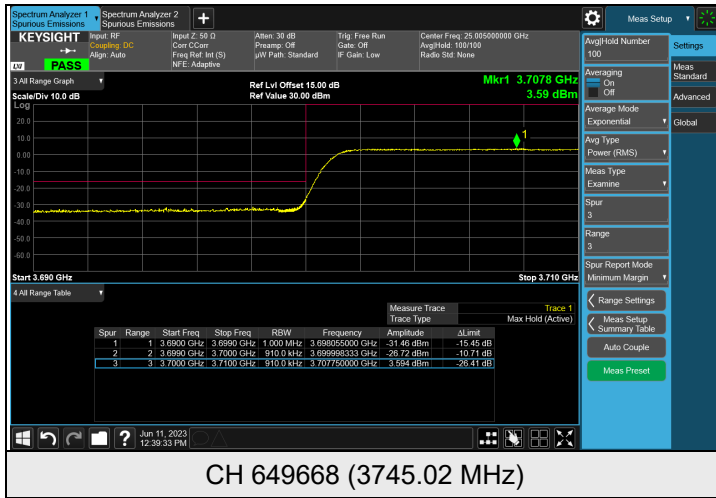 Spectrum Analyzer 1
Spurious Emissions
Spectrum Analyzer 2
Spurious Emissions
Meas Setup
KEYSIGHT
LXI
PASS
Input: RF
Coupling: DC
Align: Auto
Input Z: 50 Ω
Corr CCorr
Freq Ref: Int (S)
NFE: Adaptive
Atten: 30 dB
Preamp: Off
µW Path: Standard
Trig: Free Run
Gate: Off
IF Gain: Low
Center Freq: 25.005000000 GHz
Avg|Hold: 100/100
Radio Std: None
3 All Range Graph
Scale/Div 10.0 dB
Ref Lvl Offset 15.00 dB
Ref Value 30.00 dBm
Mkr1 3.7078 GHz
3.59 dBm
Log
20.0
10.0
0.00
-10.0
-20.0
-30.0
-40.0
-50.0
-60.0
1
Start 3.690 GHz
Stop 3.710 GHz
4 All Range Table
Measure Trace Trace 1
Trace Type Max Hold (Active)
Spur Range Start Freq Stop Freq RBW Frequency Amplitude ΔLimit
1 1 3.6900 GHz 3.6990 GHz 1.000 MHz 3.698055000 GHz -31.46 dBm -15.45 dB
2 2 3.6990 GHz 3.7000 GHz 910.0 kHz 3.699998333 GHz -26.72 dBm -10.71 dB
3 3 3.7000 GHz 3.7100 GHz 910.0 kHz 3.707750000 GHz 3.594 dBm -26.41 dB
Avg|Hold Number
100
Averaging
On
Off
Average Mode
Exponential
Avg Type
Power (RMS)
Meas Type
Examine
Spur
3
Range
3
Spur Report Mode
Minimum Margin
Range Settings
Meas Setup
Summary Table
Auto Couple
Meas Preset
Settings
Meas
Standard
Advanced
Global
Jun 11, 2023
12:39:33 PM
CH 649668 (3745.02 MHz)